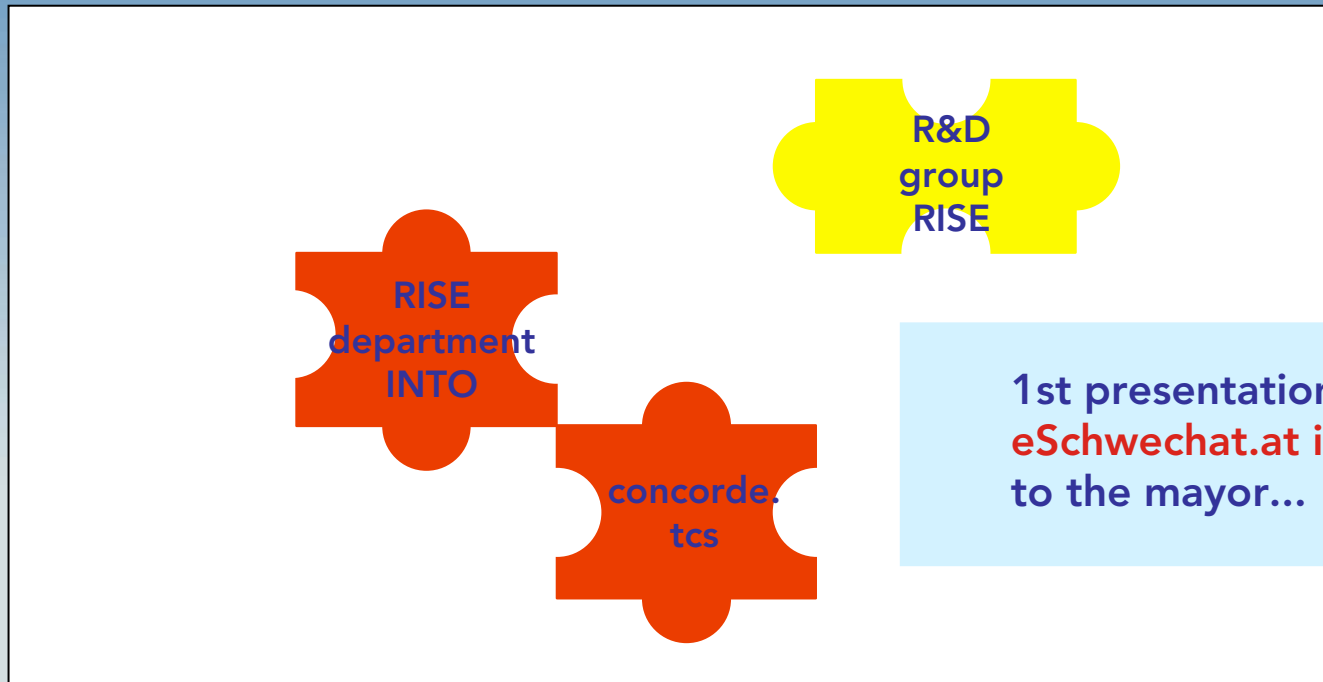 R&D
group
RISE
RISE
department
INTO
concorde.
tcs
1st presentation
eSchwechat.at
to the mayor...